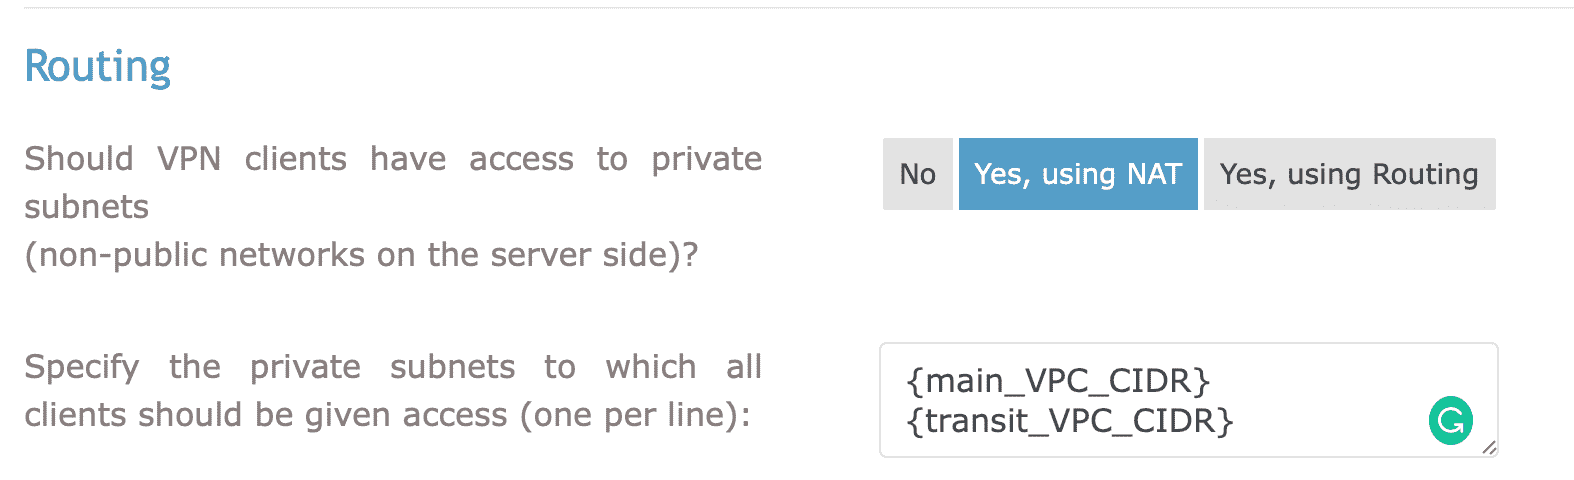 Routing
Should VPN clients have access to private
subnets
(non-public networks on the server side)?
No
Yes, using NAT
Yes, using Routing
Specify the private subnets to which all
clients should be given access (one per line):
{main_VPC_CIDR}
{transit_VPC_CIDR}